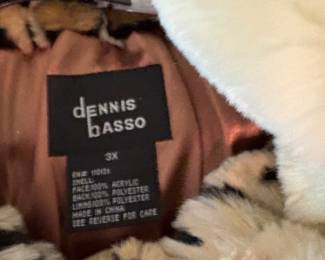 dENNIS
bASSO
3X
SHELL:
FACE/100% ACRYLIC
BACK/100% POLYESTER
LINING/100% POLYESTER
MADE IN CHINA
SEE REVERSE FOR CARE